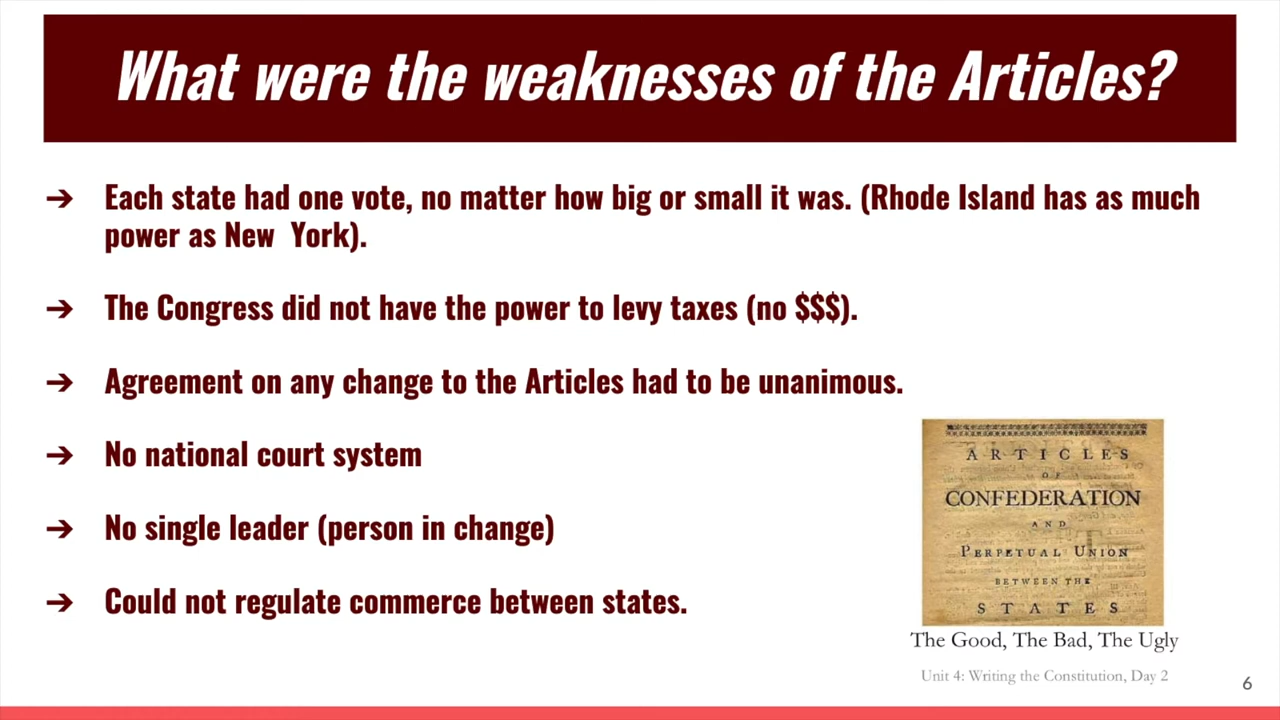 What were the weaknesses of the Articles?
➔ Each state had one vote, no matter how big or small it was. (Rhode Island has as much
power as New  York).
➔ The Congress did not have the power to levy taxes (no $$$).
➔ Agreement on any change to the Articles had to be unanimous.
➔ No national court system
➔ No single leader (person in change)
➔ Could not regulate commerce between states.
ARTICLES
OF
CONFEDERATION
AND
PERPETUAL UNION
BETWEEN THE
STATES
The Good, The Bad, The Ugly
Unit 4: Writing the Constitution, Day 2
6